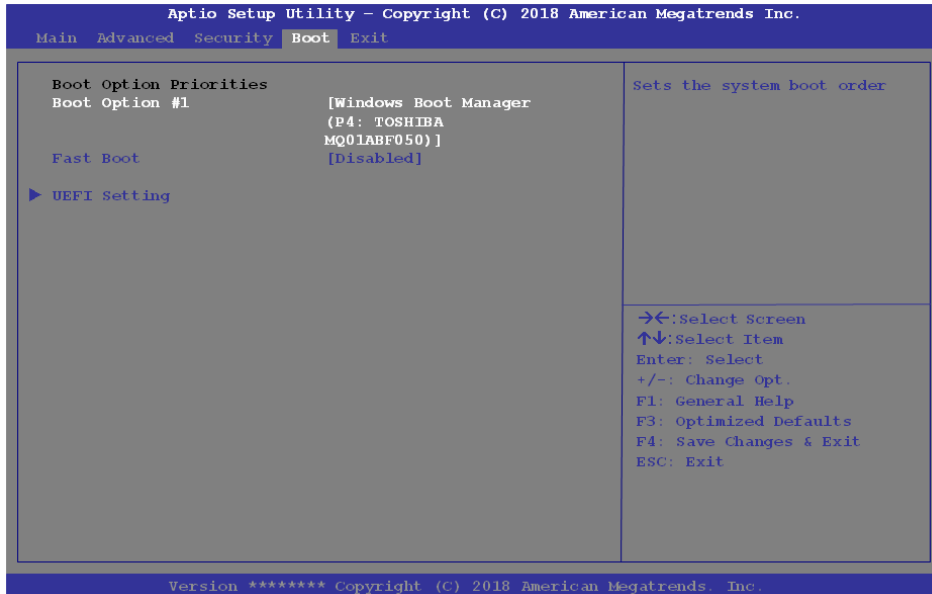 Aptio Setup Utility – Copyright (C) 2018 American Megatrends Inc.
Main Advanced Security Boot Exit
Boot Option Priorities
Boot Option #1 [Windows Boot Manager
(P4: TOSHIBA
MQ01ABF050)]
Fast Boot [Disabled]
UEFI Setting
Sets the system boot order
→←:Select Screen
↑↓:Select Item
Enter: Select
+/-: Change Opt.
F1: General Help
F3: Optimized Defaults
F4: Save Changes & Exit
ESC: Exit
Version ******** Copyright (C) 2018 American Megatrends. Inc.